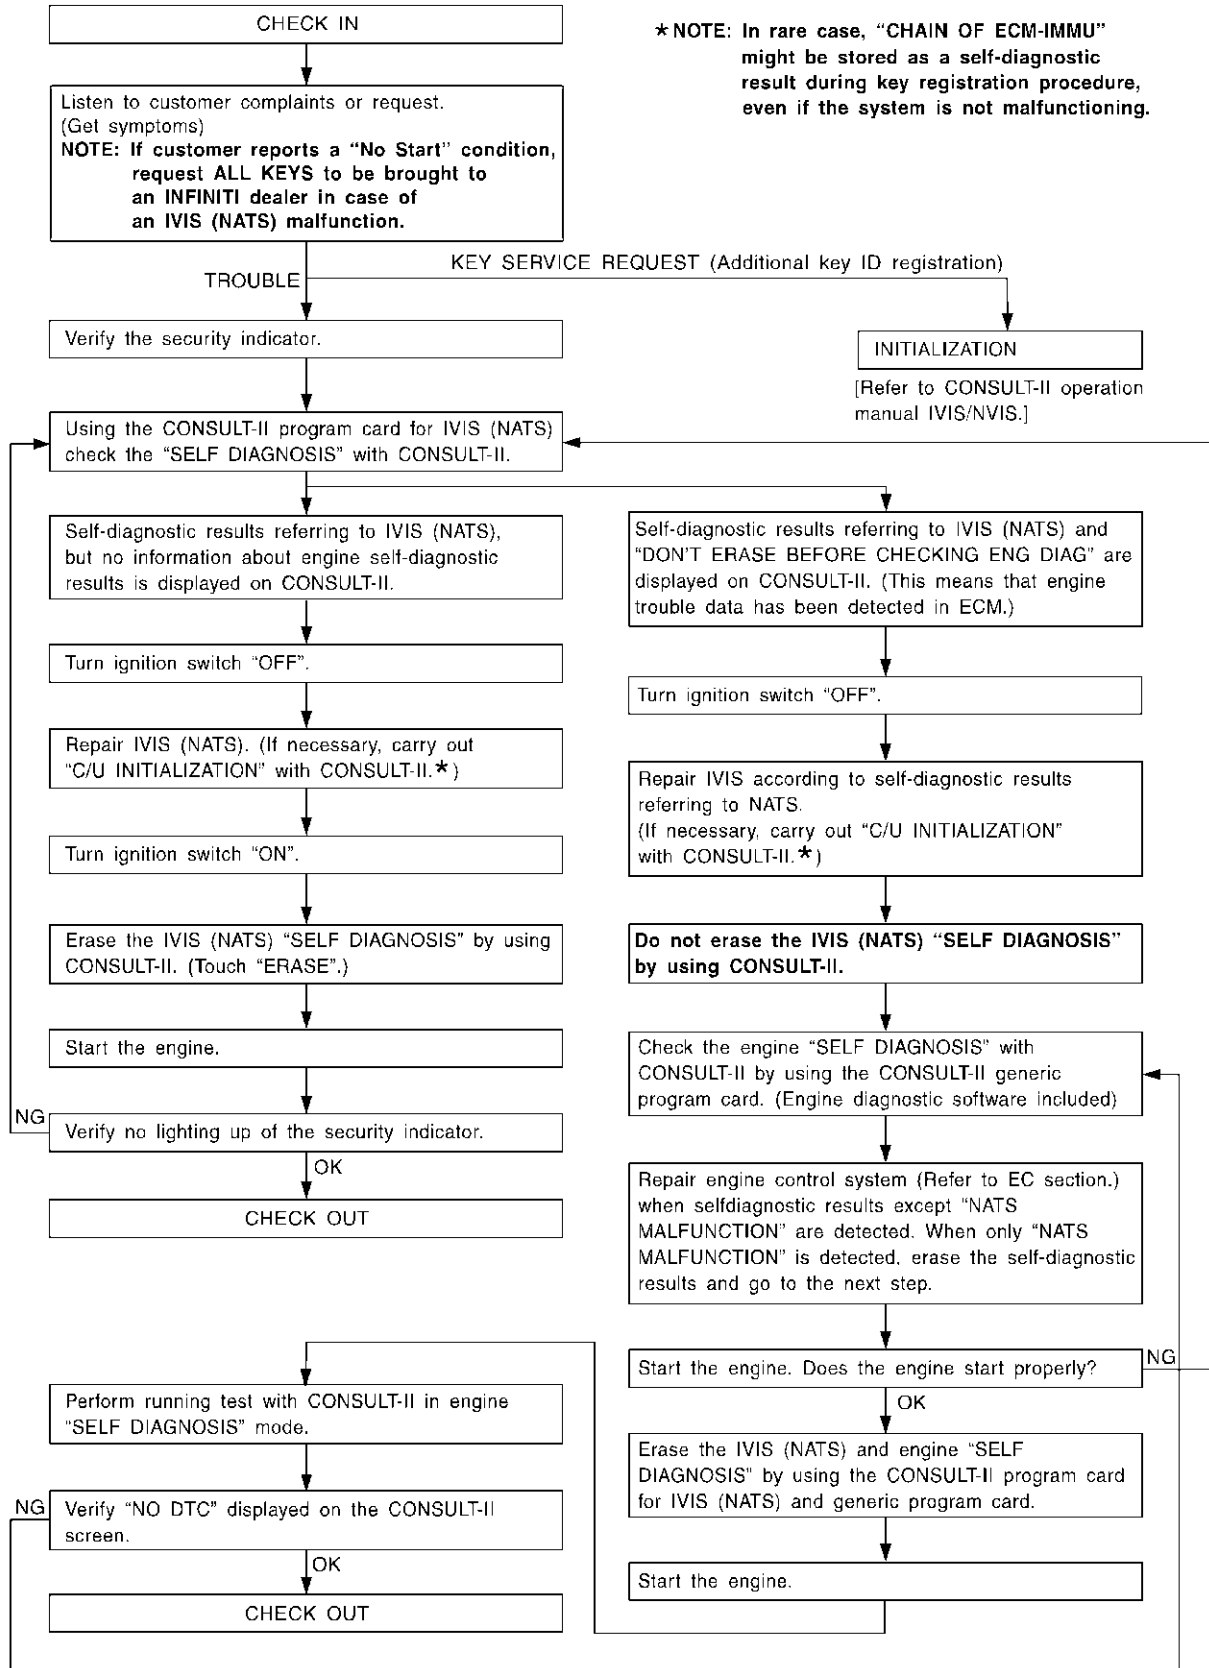 CHECK IN
★NOTE: In rare case, “CHAIN OF ECM-IMMU”
might be stored as a self-diagnostic
result during key registration procedure,
even if the system is not malfunctioning.
Listen to customer complaints or request.
(Get symptoms)
NOTE: If customer reports a “No Start” condition,
request ALL KEYS to be brought to
an INFINITI dealer in case of
an IVIS (NATS) malfunction.
KEY SERVICE REQUEST (Additional key ID registration)
TROUBLE
Verify the security indicator.
INITIALIZATION
[Refer to CONSULT-II operation
manual IVIS/NVIS.]
Using the CONSULT-II program card for IVIS (NATS)
check the “SELF DIAGNOSIS” with CONSULT-II.
Self-diagnostic results referring to IVIS (NATS),
but no information about engine self-diagnostic
results is displayed on CONSULT-II.
Turn ignition switch “OFF”.
Repair IVIS (NATS). (If necessary, carry out
“C/U INITIALIZATION” with CONSULT-II.★)
Turn ignition switch “ON”.
Erase the IVIS (NATS) “SELF DIAGNOSIS” by using
CONSULT-II. (Touch “ERASE”.)
Start the engine.
NG
Verify no lighting up of the security indicator.
OK
CHECK OUT
Self-diagnostic results referring to IVIS (NATS) and
“DON’T ERASE BEFORE CHECKING ENG DIAG” are
displayed on CONSULT-II. (This means that engine
trouble data has been detected in ECM.)
Turn ignition switch “OFF”.
Repair IVIS according to self-diagnostic results
referring to NATS.
(If necessary, carry out “C/U INITIALIZATION”
with CONSULT-II.★)
Do not erase the IVIS (NATS) “SELF DIAGNOSIS”
by using CONSULT-II.
Check the engine “SELF DIAGNOSIS” with
CONSULT-II by using the CONSULT-II generic
program card. (Engine diagnostic software included)
Repair engine control system (Refer to EC section.)
when selfdiagnostic results except “NATS
MALFUNCTION” are detected. When only “NATS
MALFUNCTION” is detected, erase the self-diagnostic
results and go to the next step.
Start the engine. Does the engine start properly?
NG
OK
Erase the IVIS (NATS) and engine “SELF
DIAGNOSIS” by using the CONSULT-II program card
for IVIS (NATS) and generic program card.
Start the engine.
Perform running test with CONSULT-II in engine
“SELF DIAGNOSIS” mode.
NG
Verify “NO DTC” displayed on the CONSULT-II
screen.
OK
CHECK OUT